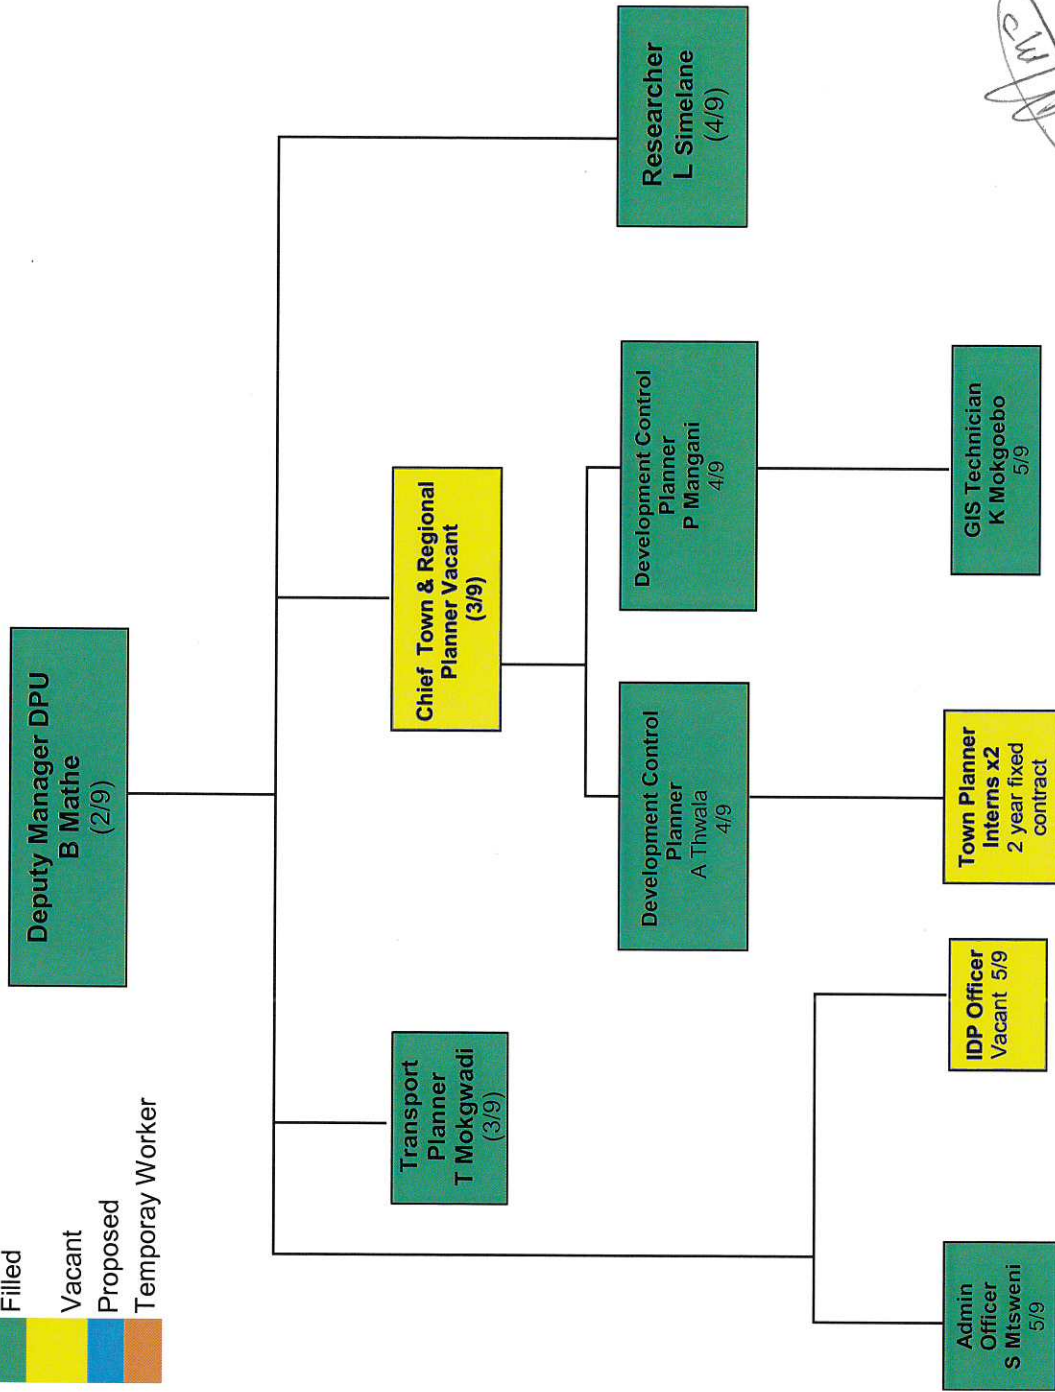 Filled
Vacant
Proposed
Temporay Worker
Deputy Manager DPU
B Mathe
(2/9)
Transport
Planner
T Mokgwadi
(3/9)
Chief Town & Regional
Planner Vacant
(3/9)
Researcher
L Simelane
(4/9)
Development Control
Planner
A Thwala
4/9
Development Control
Planner
P Mangani
4/9
Admin
Officer
S Mtsweni
5/9
IDP Officer
Vacant 5/9
Town Planner
Interns x2
2 year fixed
contract
GIS Technician
K Mokgoebo
5/9